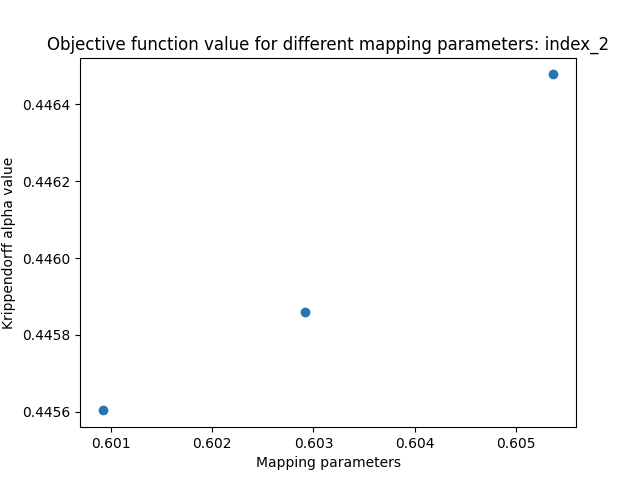 Objective function value for different mapping parameters: index_2
Krippendorff alpha value
0.4464
0.4462
0.4460
0.4458
0.4456
0.601 0.602 0.603 0.604 0.605
Mapping parameters